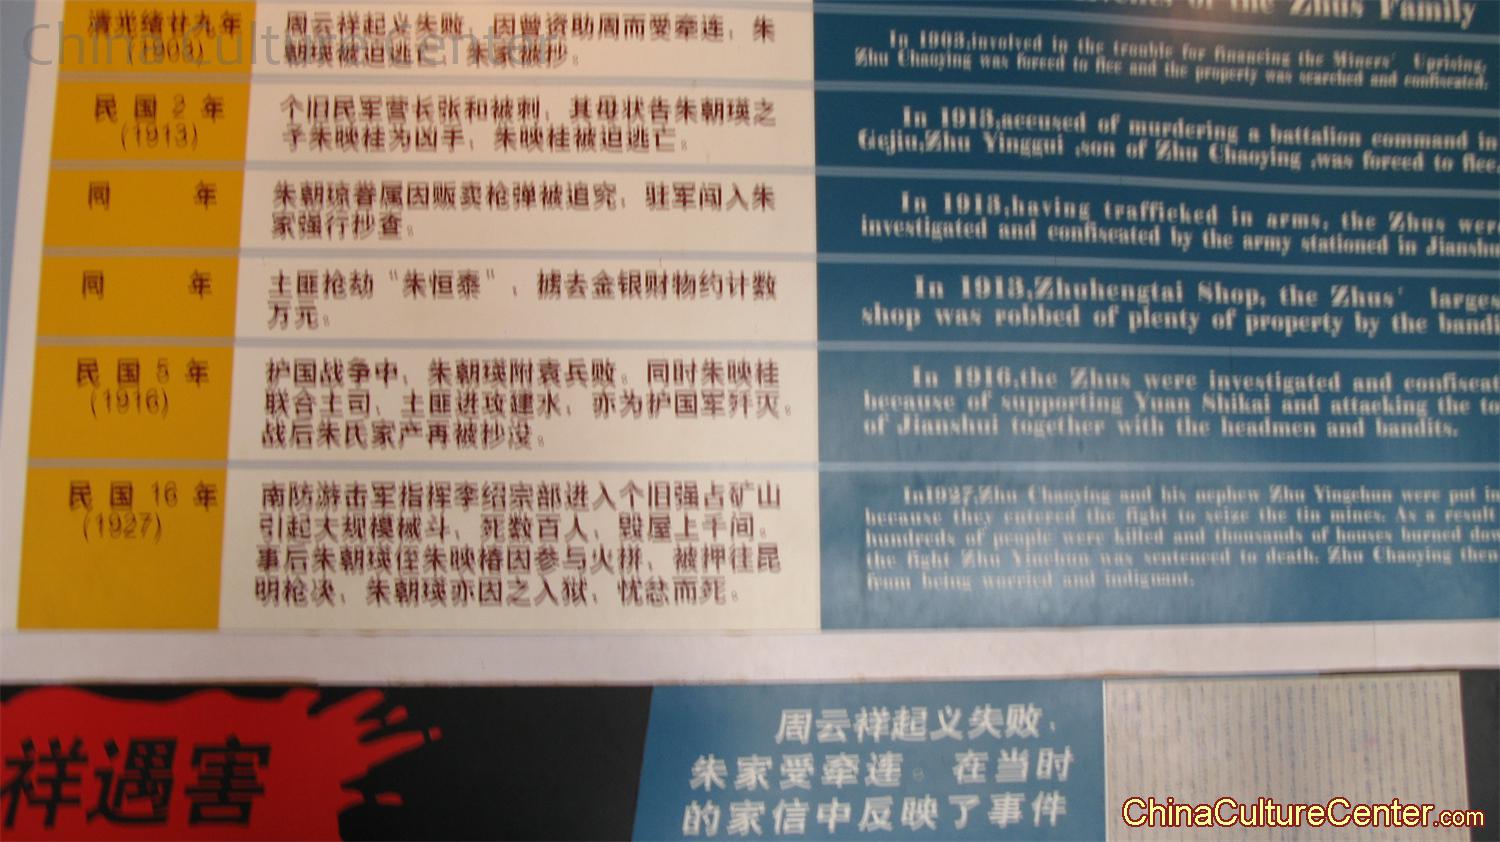 China Culture Center
清光绪廿九年
(1903)
周云祥起义失败，因曾资助周而受牵连，朱
朝瑛被迫逃亡，朱家被抄。
of the Zhus Family
In 1903,involved in the trouble for financing the Miners' Uprising,
Zhu Chaoying was forced to flee and the property was searched and confiscated.
民国2年
(1913)
个旧民军营长张和被刺，其母状告朱朝瑛之
子朱映桂为凶手，朱映桂被迫逃亡。
In 1913,accused of murdering a battalion command in
Gejiu,Zhu Yinggui ,son of Zhu Chaoying ,was forced to flee.
同 年
朱朝琼眷属因贩卖枪弹被追究，驻军闯入朱
家强行抄查。
In 1913,having trafficked in arms, the Zhus were
investigated and confiscated by the army stationed in Jianshu
同 年
土匪抢劫“朱恒泰”，掳去金银财物约计数
万元。
In 1913,Zhuhengtai Shop, the Zhus' larges
shop was robbed of plenty of property by the bandi
民国5年
(1916)
护国战争中，朱朝瑛附袁兵败。同时朱映桂
联合土司、土匪进攻建水，亦为护国军歼灭。
战后朱氏家产再被抄没。
In 1916,the Zhus were investigated and confiscat
because of supporting Yuan Shikai and attacking the to
of Jianshui together with the headmen and bandits.
民国16年
(1927)
南防游击军指挥李绍宗部进入个旧强占矿山
引起大规模械斗，死数百人，毁屋上千间。
事后朱朝瑛侄朱映椿因参与火拼，被押往昆
明枪决，朱朝瑛亦因之入狱，忧忿而死。
In1927,Zhu Chaoying and his nephew Zhu Yingchun were put in
because they entered the fight to seize the tin mines. As a result
hundreds of people were killed and thousands of houses burned dow
the fight Zhu Yinchun was sentenced to death; Zhu Chaoying then
from being worried and indignant.
祥遇害
周云祥起义失败，
朱家受牵连。在当时
的家信中反映了事件
ChinaCultureCenter.com